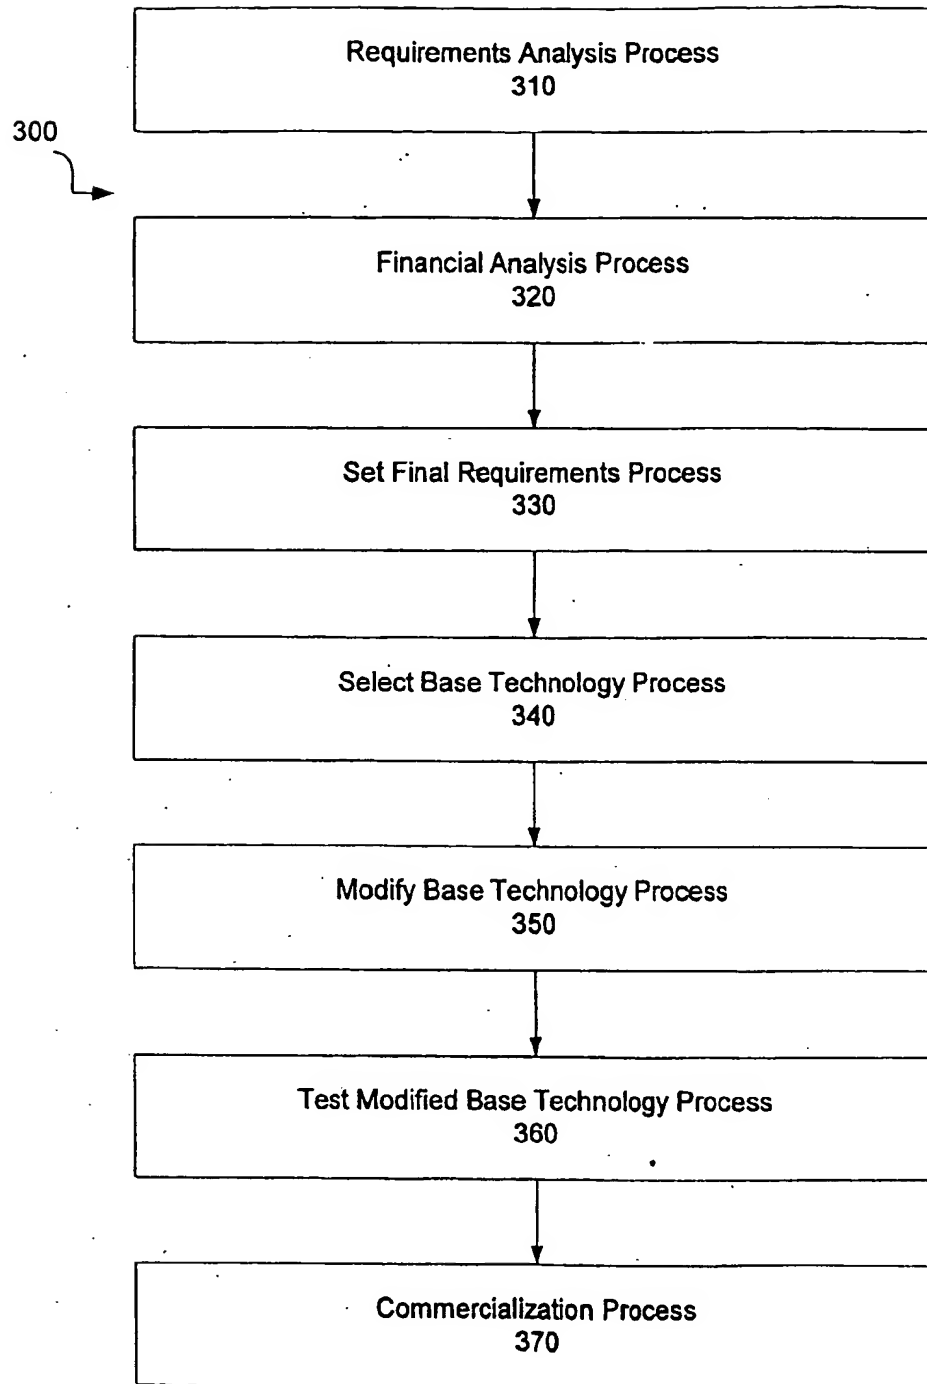 Requirements Analysis Process
310
300
Financial Analysis Process
320
Set Final Requirements Process
330
Select Base Technology Process
340
Modify Base Technology Process
350
Test Modified Base Technology Process
360
Commercialization Process
370